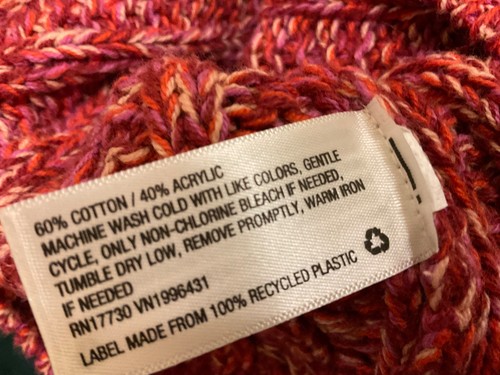 60% COTTON / 40% ACRYLIC
MACHINE WASH COLD WITH LIKE COLORS, GENTLE
CYCLE, ONLY NON-CHLORINE BLEACH IF NEEDED,
TUMBLE DRY LOW, REMOVE PROMPTLY, WARM IRON
IF NEEDED
RN17730 VN1996431
LABEL MADE FROM 100% RECYCLED PLASTIC